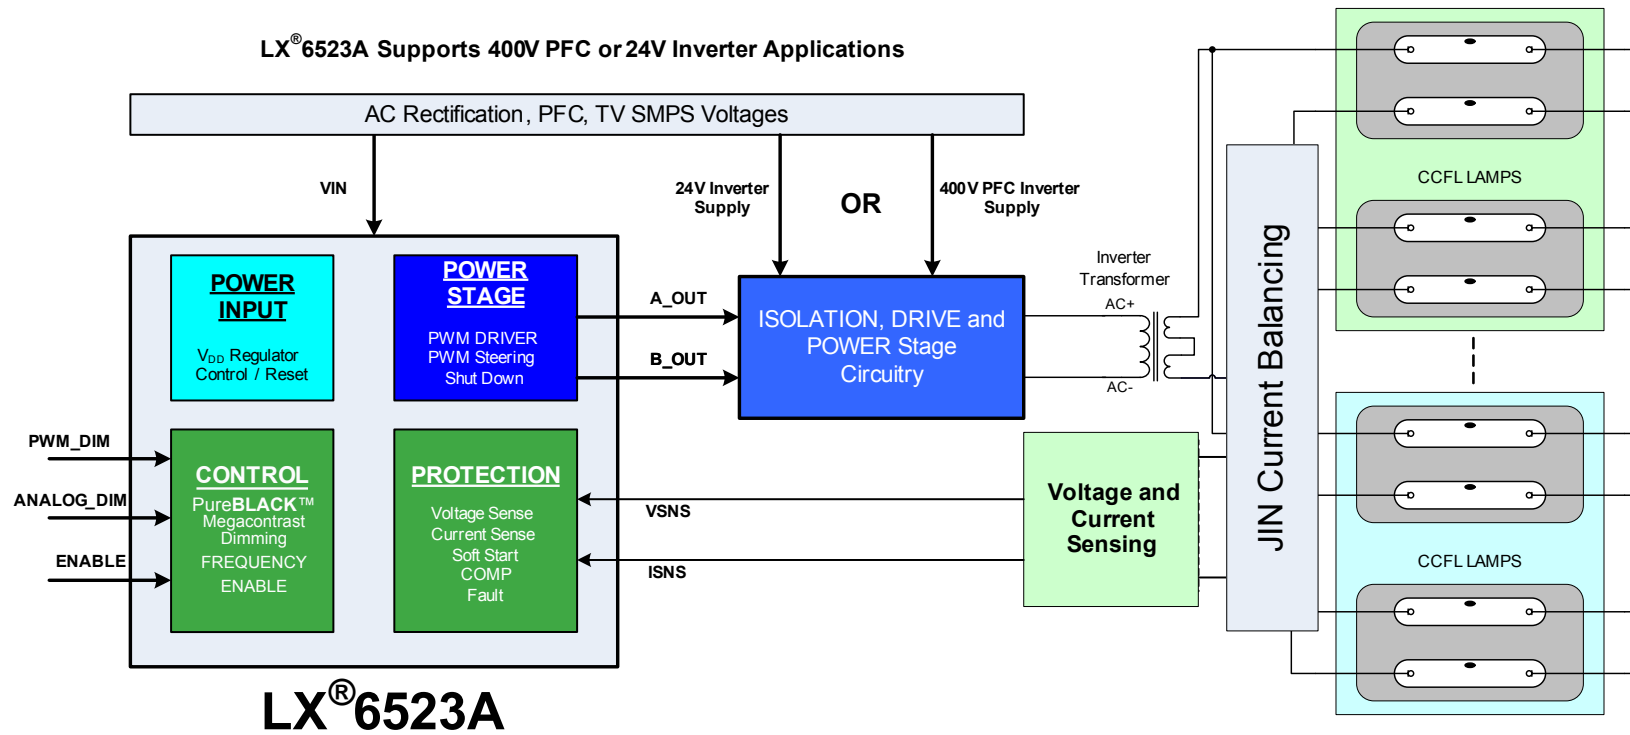 LX®6523A Supports 400V PFC or 24V Inverter Applications
AC Rectification, PFC, TV SMPS Voltages
VIN
24V Inverter
Supply
OR
400V PFC Inverter
Supply
POWER
INPUT
VDD Regulator
Control / Reset
POWER
STAGE
PWM DRIVER
PWM Steering
Shut Down
A_OUT
B_OUT
ISOLATION, DRIVE and
POWER Stage
Circuitry
Inverter
Transformer
AC+
AC-
PWM_DIM
ANALOG_DIM
ENABLE
CONTROL
PureBLACK™
Megacontrast
Dimming
FREQUENCY
ENABLE
PROTECTION
Voltage Sense
Current Sense
Soft Start
COMP
Fault
VSNS
ISNS
Voltage and
Current
Sensing
JIN Current Balancing
CCFL LAMPS
CCFL LAMPS
LX®6523A